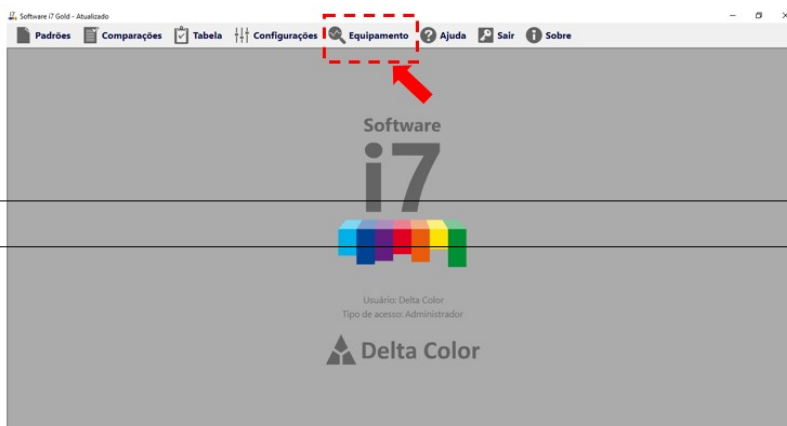 Software i7 Gold - Atualizado
Padrões Comparações Tabela Configurações Equipamento Ajuda Sair Sobre
Software
i7
Usuário: Delta Color
Tipo de acesso: Administrador
Delta Color